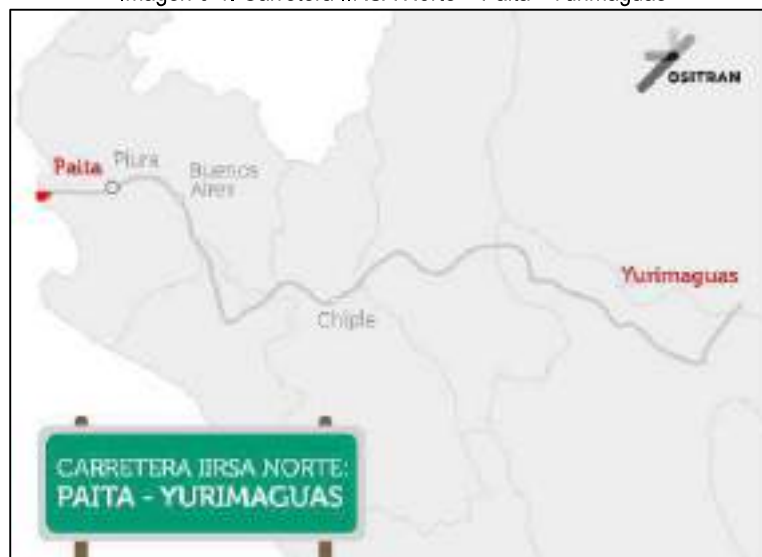 OSITRAN
Paita
Piura
Buenos
Aires
Yurimaguas
Chiple
CARRETERA IIRSA NORTE:
PAITA - YURIMAGUAS